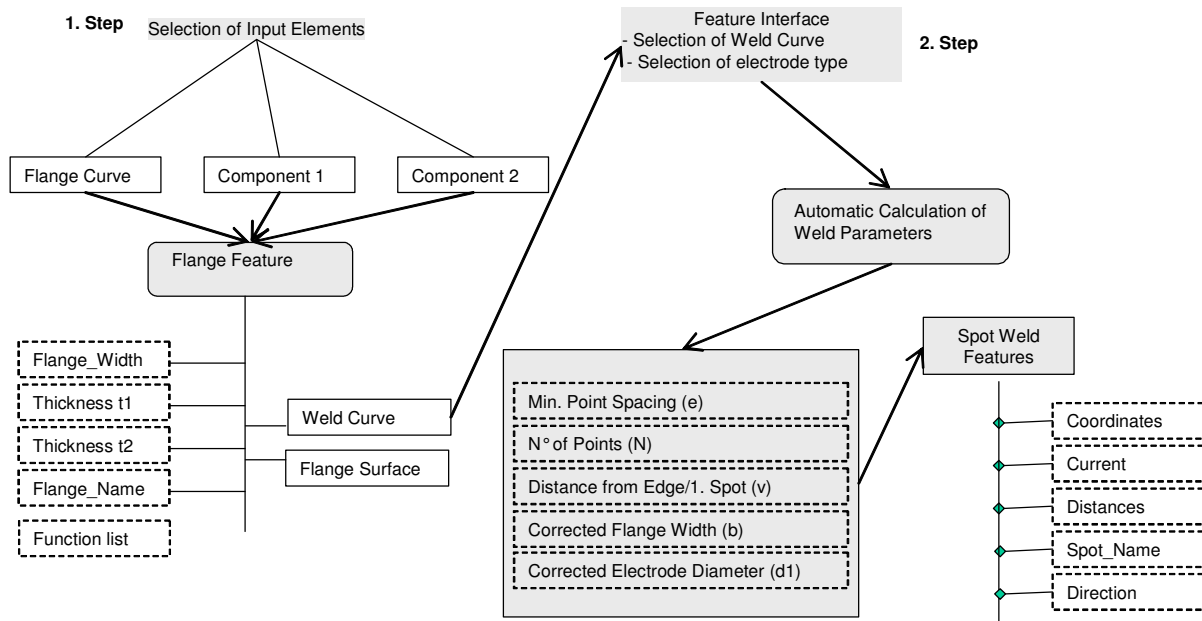 1. Step
Selection of Input Elements
Flange Curve
Component 1
Component 2
Flange Feature
Flange_Width
Thickness t1
Thickness t2
Flange_Name
Function list
Weld Curve
Flange Surface
Feature Interface
- Selection of Weld Curve
- Selection of electrode type
2. Step
Automatic Calculation of
Weld Parameters
Min. Point Spacing (e)
N° of Points (N)
Distance from Edge/1. Spot (v)
Corrected Flange Width (b)
Corrected Electrode Diameter (d1)
Spot Weld
Features
Coordinates
Current
Distances
Spot_Name
Direction